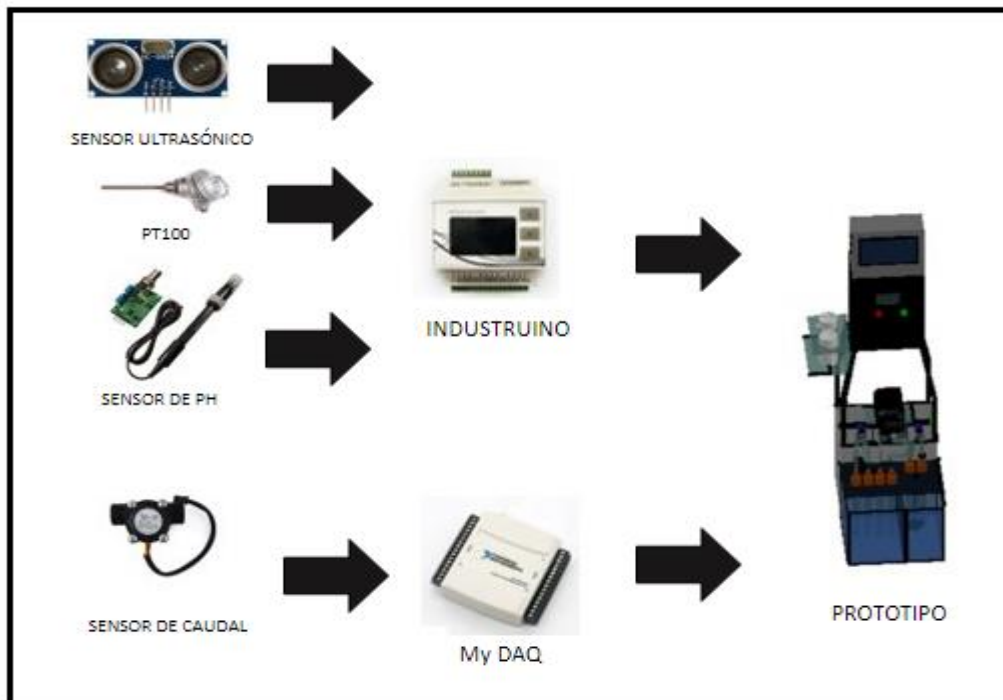 SENSOR ULTRASÓNICO
PT100
SENSOR DE PH
INDUSTRUINO
SENSOR DE CAUDAL
My DAQ
PROTOTIPO